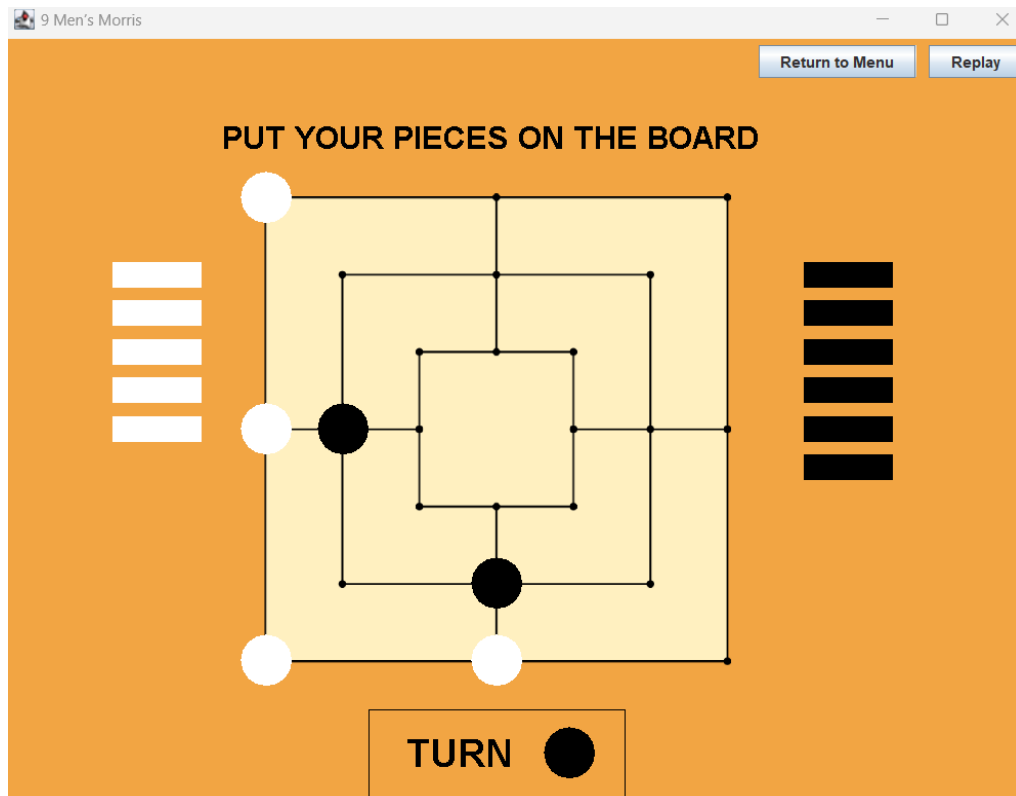 9 Men's Morris
Return to Menu
Replay
PUT YOUR PIECES ON THE BOARD
TURN